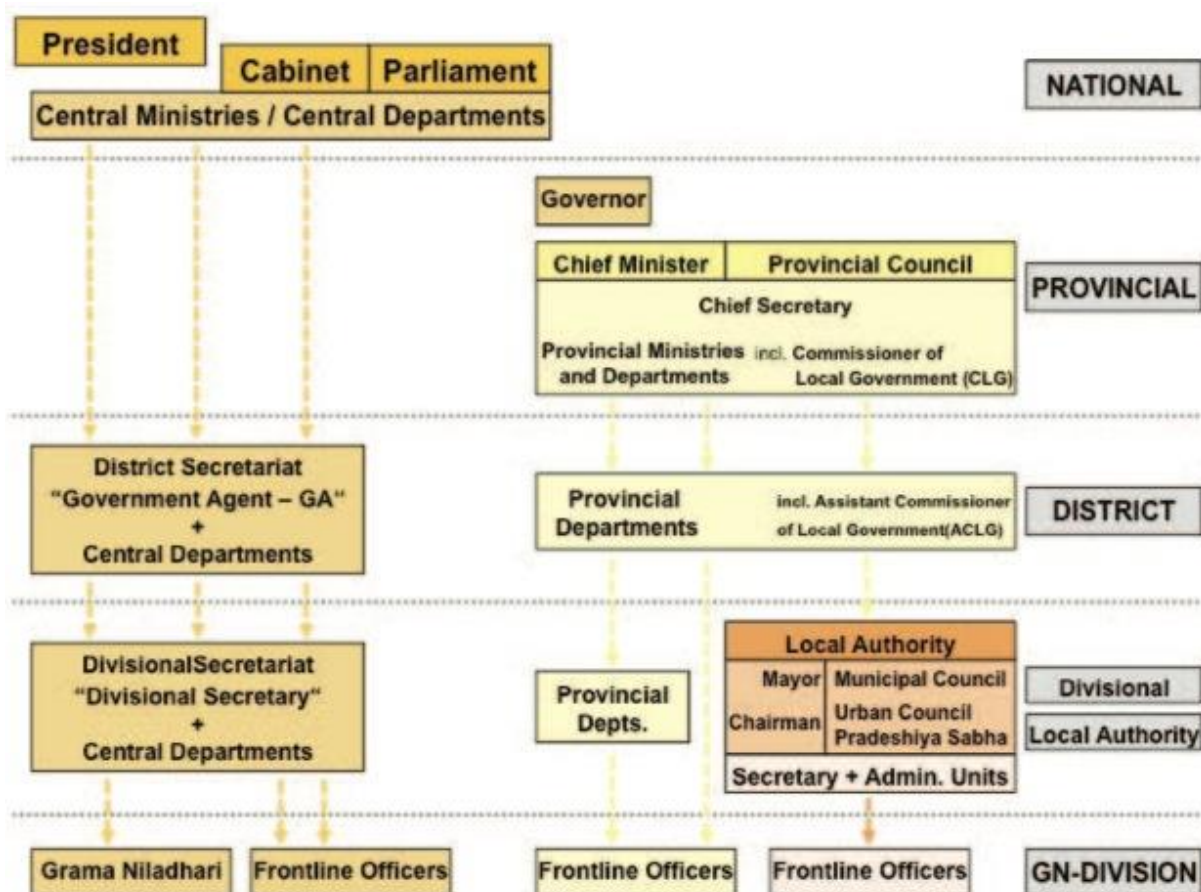 President
Cabinet Parliament
Central Ministries / Central Departments
NATIONAL
Governor
Chief Minister Provincial Council
Chief Secretary
Provincial Ministries incl. Commissioner of
and Departments Local Government (CLG)
PROVINCIAL
District Secretariat
"Government Agent – GA"
+
Central Departments
Provincial incl. Assistant Commissioner
Departments of Local Government(ACLG)
DISTRICT
DivisionalSecretariat
"Divisional Secretary"
+
Central Departments
Provincial
Depts.
Local Authority
Mayor Municipal Council
Chairman Urban Council
Pradeshiya Sabha
Secretary + Admin. Units
Divisional
Local Authority
Grama Niladhari
Frontline Officers
Frontline Officers
Frontline Officers
GN-DIVISION